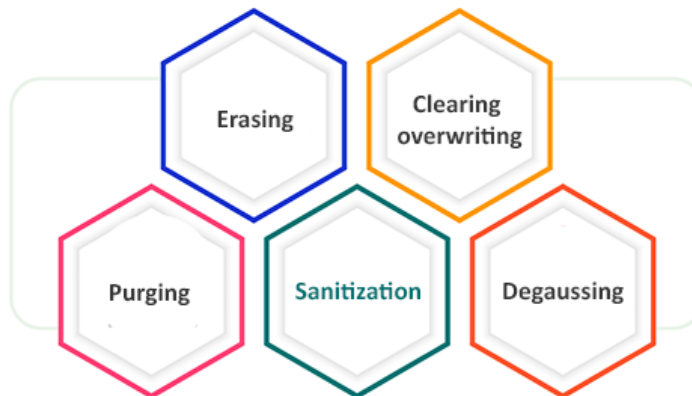 Erasing
Clearing
overwriting
Purging
Sanitization
Degaussing